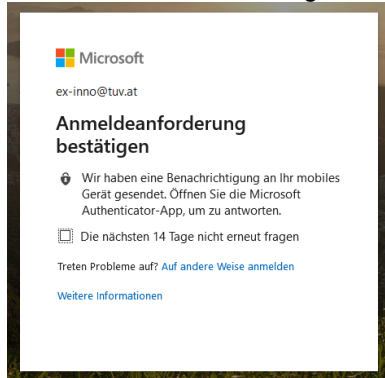 Microsoft
ex-inno@tuv.at
Anmeldeanforderung
bestätigen
Wir haben eine Benachrichtigung an Ihr mobiles
Gerät gesendet. Öffnen Sie die Microsoft
Authenticator-App, um zu antworten.
Die nächsten 14 Tage nicht erneut fragen
Treten Probleme auf? Auf andere Weise anmelden
Weitere Informationen